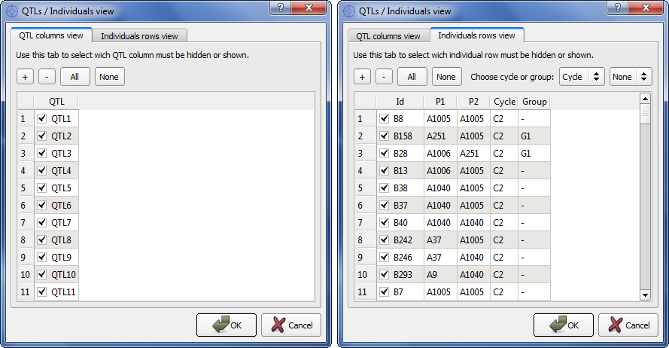 QTLs / Individuals view
QTL columns view Individuals rows view
Use this tab to select wich QTL column must be hidden or shown.
+ - All None
QTL
1 QTL1
2 QTL2
3 QTL3
4 QTL4
5 QTL5
6 QTL6
7 QTL7
8 QTL8
9 QTL9
10 QTL10
11 QTL11
OK Cancel
QTLs / Individuals view
QTL columns view Individuals rows view
Use this tab to select wich individual row must be hidden or shown.
+ - All None Choose cycle or group: Cycle None
Id P1 P2 Cycle Group
1 B8 A1005 A1005 C2 -
2 B158 A251 A1005 C2 G1
3 B28 A1006 A251 C2 G1
4 B13 A1006 A1005 C2 -
5 B38 A1040 A1005 C2 -
6 B37 A1040 A1005 C2 -
7 B40 A1040 A1040 C2 -
8 B242 A37 A1005 C2 -
9 B246 A37 A1040 C2 -
10 B293 A9 A1040 C2 -
11 B7 A1005 A1005 C2 -
OK Cancel